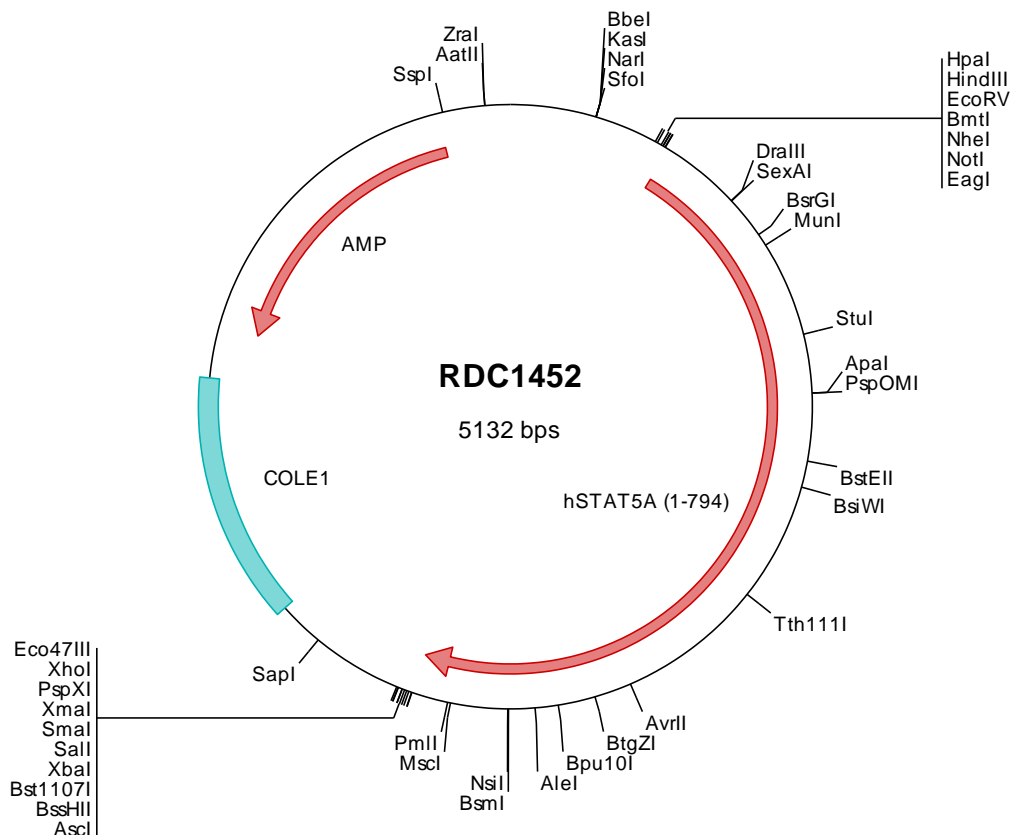 ZraI
AatII
SspI
BbeI
KasI
NarI
SfoI
HpaI
HindIII
EcoRV
BmtI
NheI
NotI
EagI
DraIII
SexAI
BsrGI
MunI
AMP
StuI
ApaI
PspOMI
RDC1452
5132 bps
COLE1
hSTAT5A (1-794)
BstEII
BsiWI
Tth111I
SapI
Eco47III
XhoI
PspXI
XmaI
SmaI
SalI
XbaI
Bst1107I
BssHII
AscI
PmlI
MscI
NsiI
BsmI
AleI
Bpu10I
BtgZI
AvrII